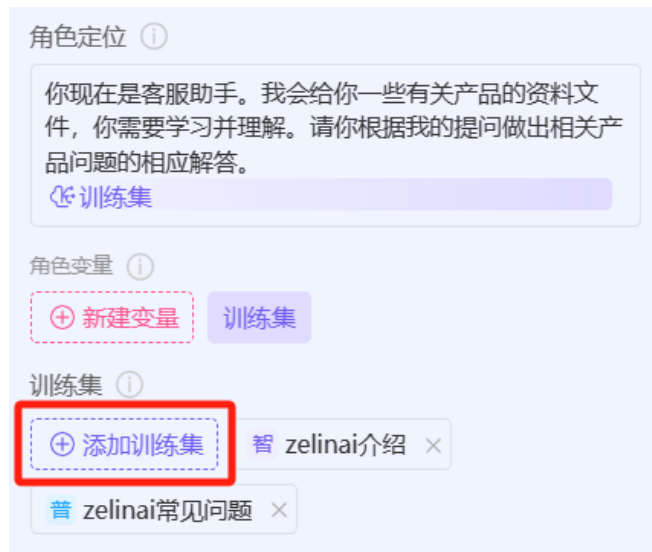 角色定位
你现在是客服助手。我会给你一些有关产品的资料文
件，你需要学习并理解。请你根据我的提问做出相关产
品问题的相应解答。
训练集
角色变量
新建变量 训练集
训练集
添加训练集 智 zelinai介绍 ×
普 zelinai常见问题 ×